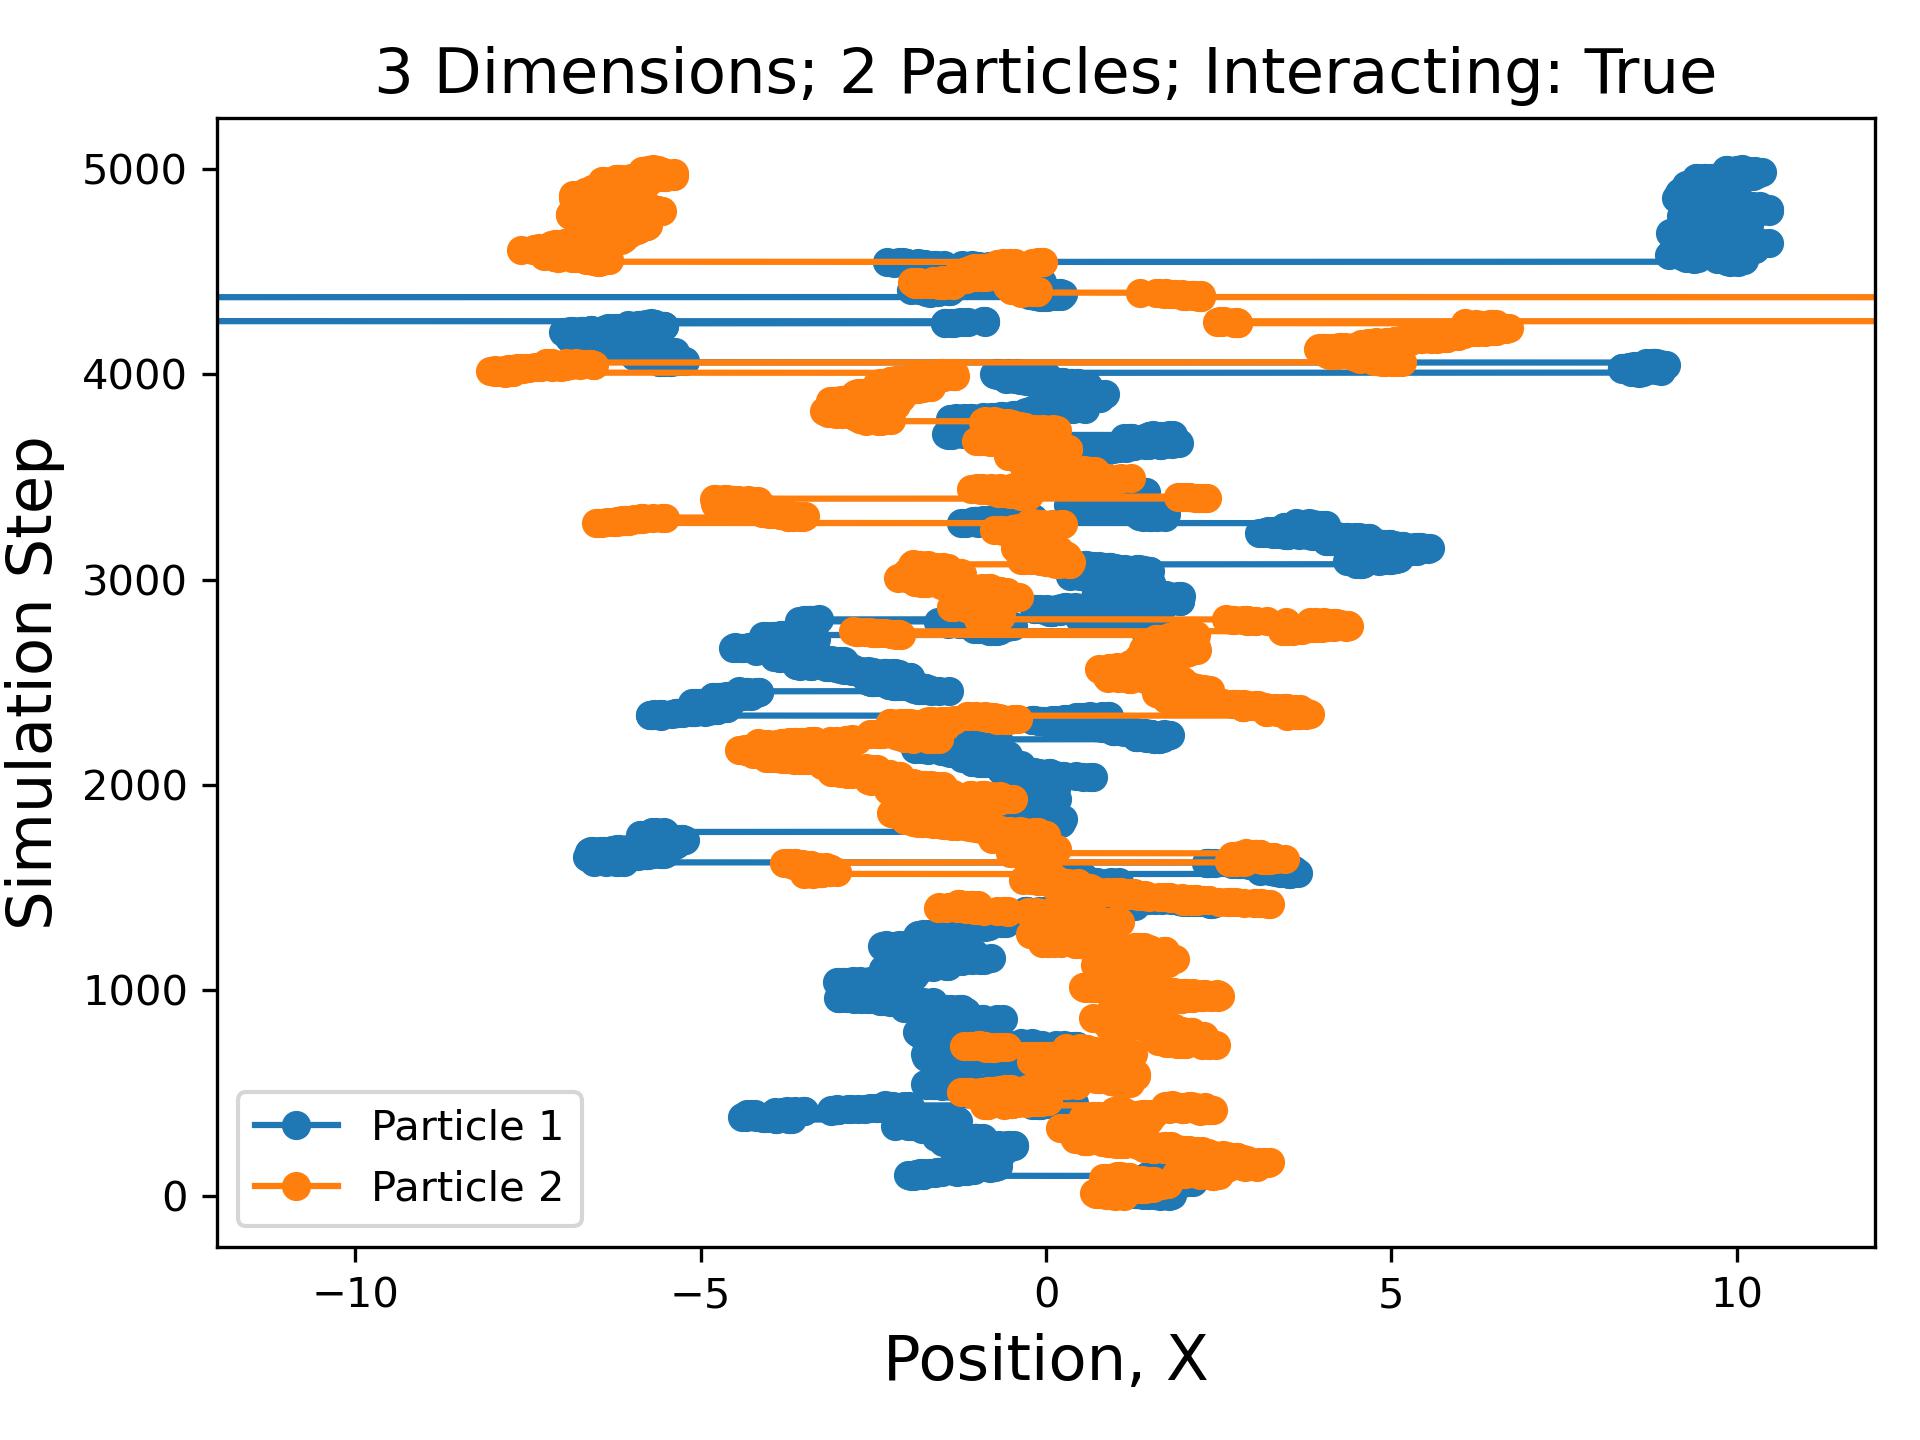 3 Dimensions; 2 Particles; Interacting: True
Simulation Step
5000
4000
3000
2000
1000
0
Particle 1
Particle 2
−10
−5
0
5
10
Position, X